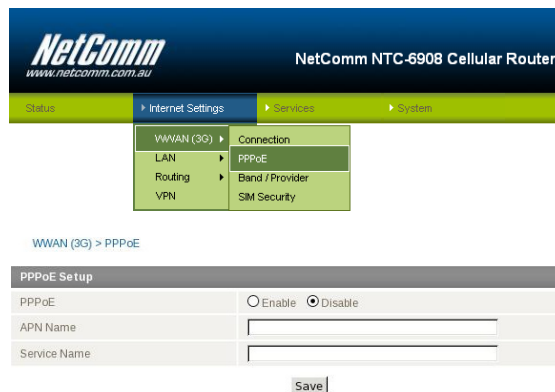 NetComm
www.netcomm.com.au
NetComm NTC-6908 Cellular Router
Status Internet Settings Services System
WWAN (3G) Connection
LAN PPPoE
Routing Band / Provider
VPN SIM Security
WWAN (3G) > PPPoE
PPPoE Setup
PPPoE Enable Disable
APN Name
Service Name
Save